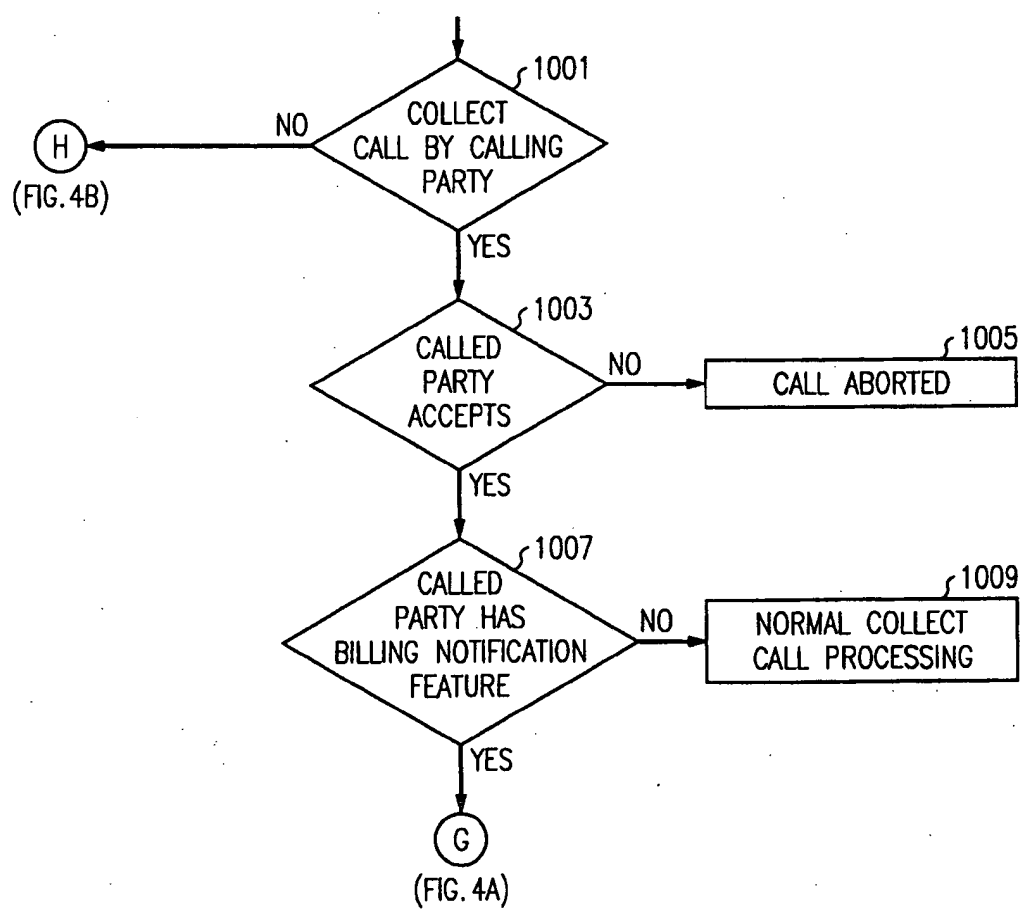 1001
COLLECT
CALL BY CALLING
PARTY
NO
H
(FIG. 4B)
YES
1003
CALLED
PARTY
ACCEPTS
NO
1005
CALL ABORTED
YES
1007
CALLED
PARTY HAS
BILLING NOTIFICATION
FEATURE
NO
1009
NORMAL COLLECT
CALL PROCESSING
YES
G
(FIG. 4A)